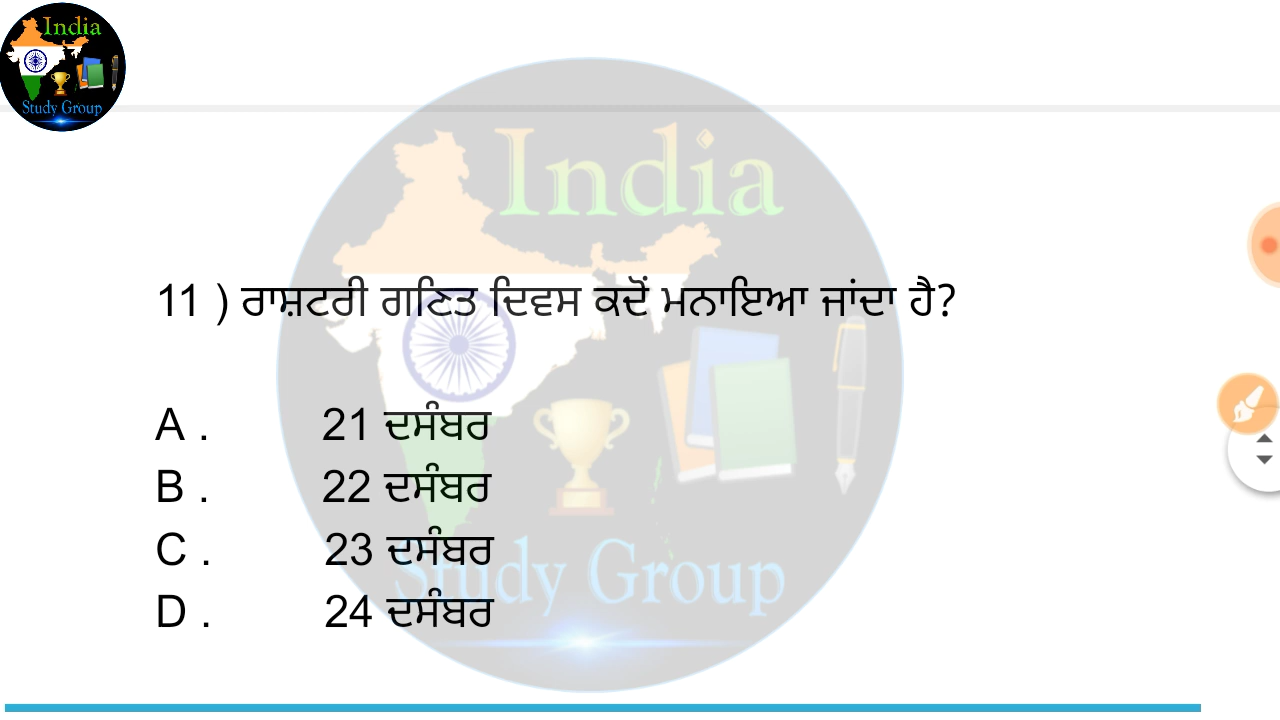 India
Study Group
India
11 ) ਰਾਸ਼ਟਰੀ ਗਣਿਤ ਦਿਵਸ ਕਦੋਂ ਮਨਾਇਆ ਜਾਂਦਾ ਹੈ?
A . 21 ਦਸੰਬਰ
B . 22 ਦਸੰਬਰ
C . 23 ਦਸੰਬਰ
Study Group
D . 24 ਦਸੰਬਰ